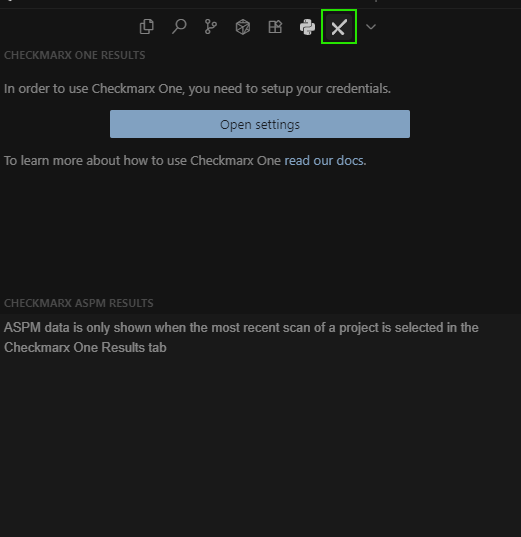 CHECKMARX ONE RESULTS
In order to use Checkmarx One, you need to setup your credentials.
Open settings
To learn more about how to use Checkmarx One read our docs.
CHECKMARX ASPM RESULTS
ASPM data is only shown when the most recent scan of a project is selected in the
Checkmarx One Results tab